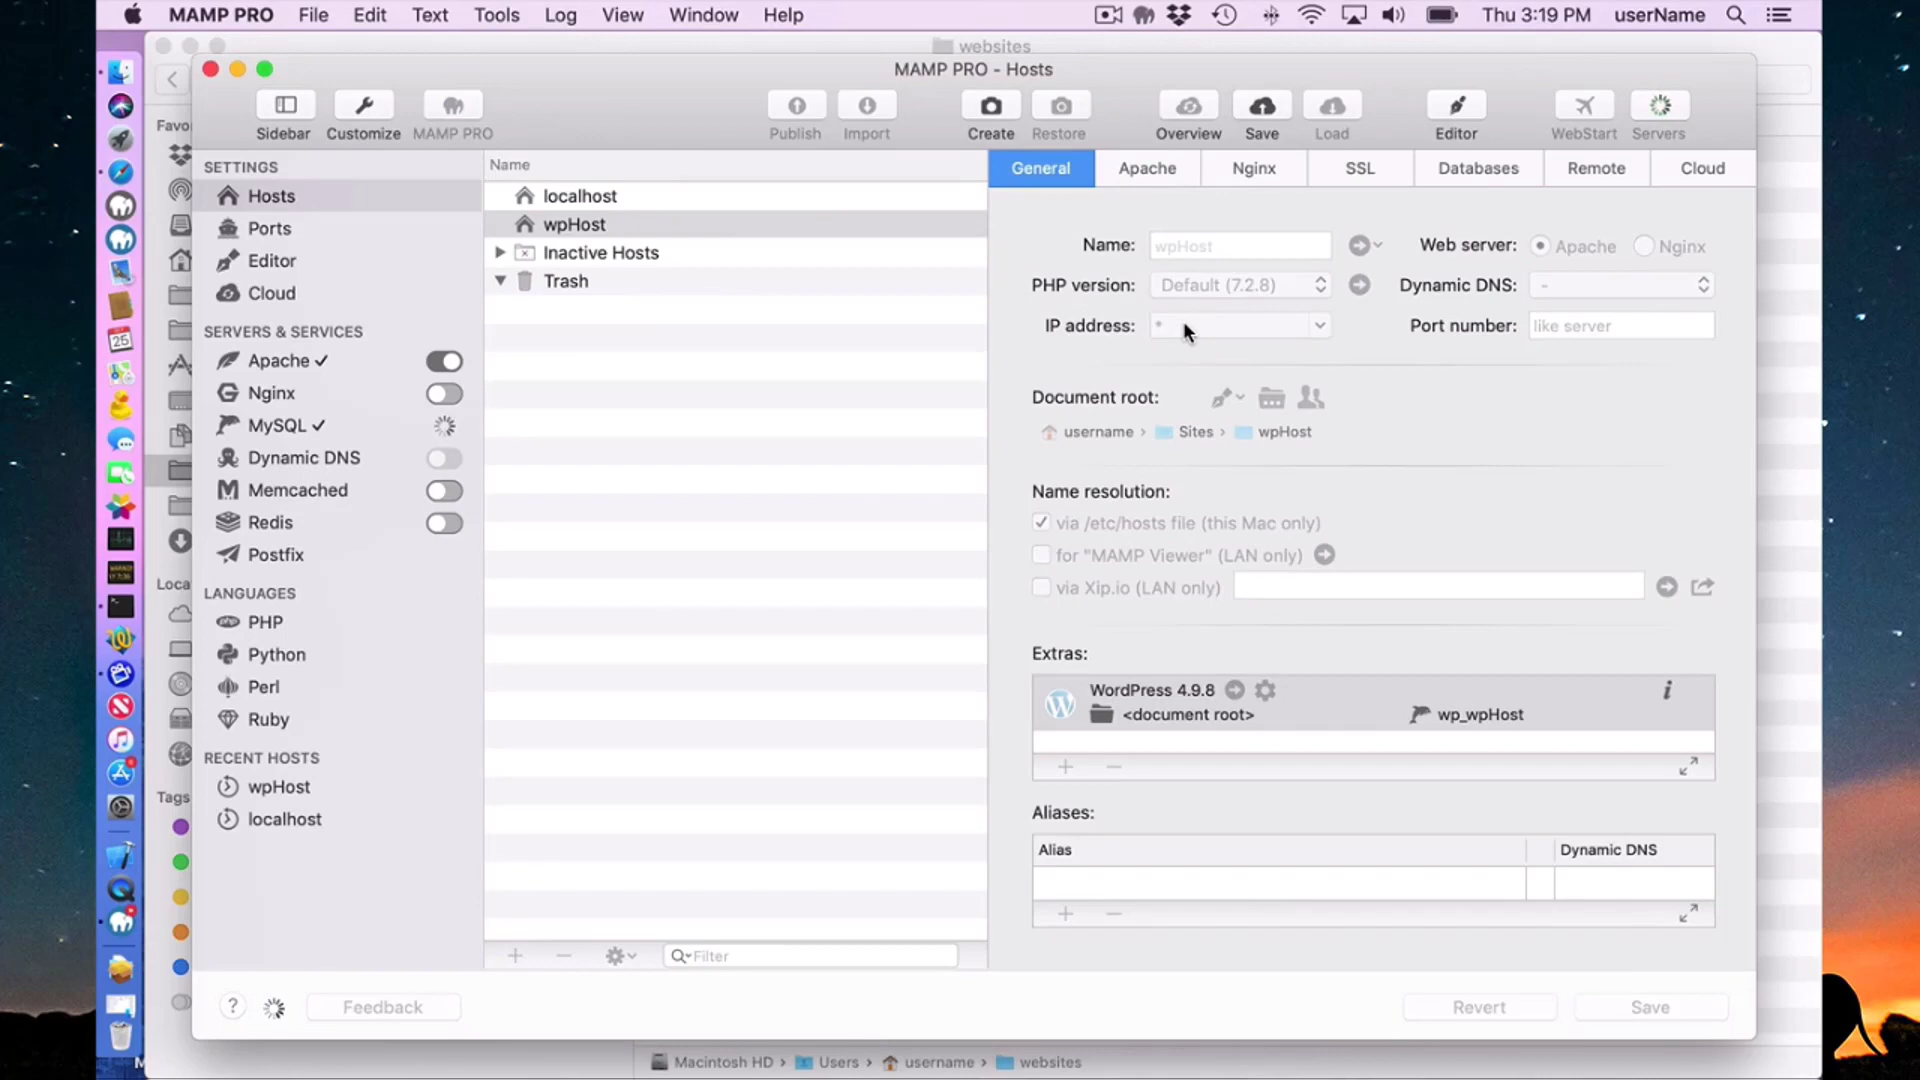 MAMP PRO File Edit Text Tools Log View Window Help Thu 3:19 PM userName
websites
MAMP PRO - Hosts
Sidebar Customize MAMP PRO Publish Import Create Restore Overview Save Load Editor WebStart Servers
Favo
SETTINGS
Hosts
Ports
Editor
Cloud
SERVERS & SERVICES
Apache ✓
Nginx
MySQL ✓
Dynamic DNS
Memcached
Redis
Postfix
Loca
LANGUAGES
PHP
Python
Perl
Ruby
RECENT HOSTS
wpHost
Tags
localhost
Name
localhost
wpHost
Inactive Hosts
Trash
Filter
General Apache Nginx SSL Databases Remote Cloud
Name: wpHost Web server: Apache Nginx
PHP version: Default (7.2.8) Dynamic DNS: -
IP address: * Port number: like server
Document root:
username › Sites › wpHost
Name resolution:
via /etc/hosts file (this Mac only)
for "MAMP Viewer" (LAN only)
via Xip.io (LAN only)
Extras:
WordPress 4.9.8
<document root> wp_wpHost
Aliases:
Alias Dynamic DNS
? Feedback Revert Save
Macintosh HD › Users › username › websites